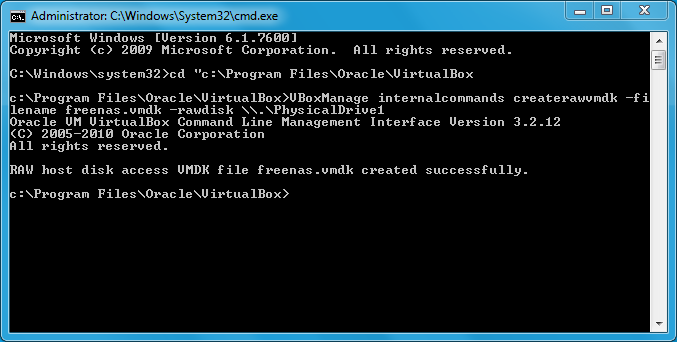 Administrator: C:\Windows\System32\cmd.exe
Microsoft Windows [Version 6.1.7600]
Copyright (c) 2009 Microsoft Corporation.  All rights reserved.
C:\Windows\system32>cd "c:\Program Files\Oracle\VirtualBox
c:\Program Files\Oracle\VirtualBox>VBoxManage internalcommands createrawvmdk -fi
lename freenas.vmdk -rawdisk \\.\PhysicalDrive1
Oracle VM VirtualBox Command Line Management Interface Version 3.2.12
(C) 2005-2010 Oracle Corporation
All rights reserved.
RAW host disk access VMDK file freenas.vmdk created successfully.
c:\Program Files\Oracle\VirtualBox>